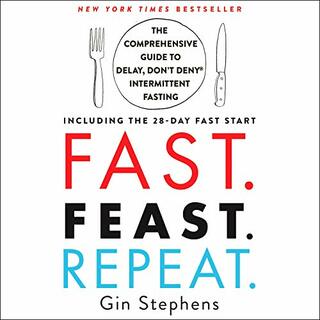 NEW YORK TIMES BESTSELLER
THE
COMPREHENSIVE
GUIDE TO
DELAY, DON'T DENY®
INTERMITTENT
FASTING
INCLUDING THE 28-DAY FAST START
FAST.
FEAST.
REPEAT.
Gin Stephens